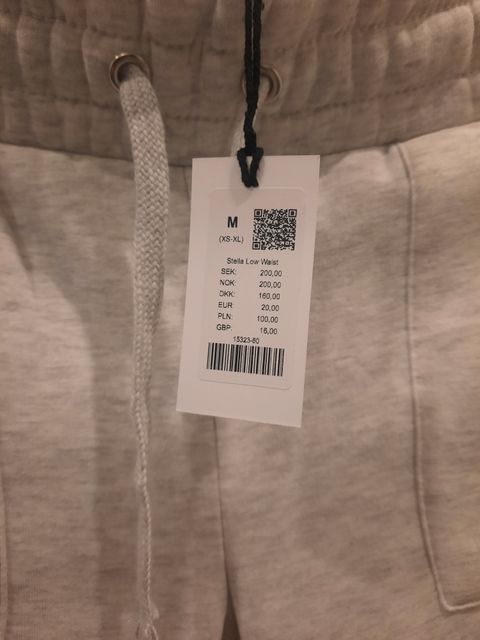 M
(XS-XL)
Stella Low Waist
SEK: 200,00
NOK: 200,00
DKK: 160,00
EUR: 20,00
PLN: 100,00
GBP: 16,00
15323-60